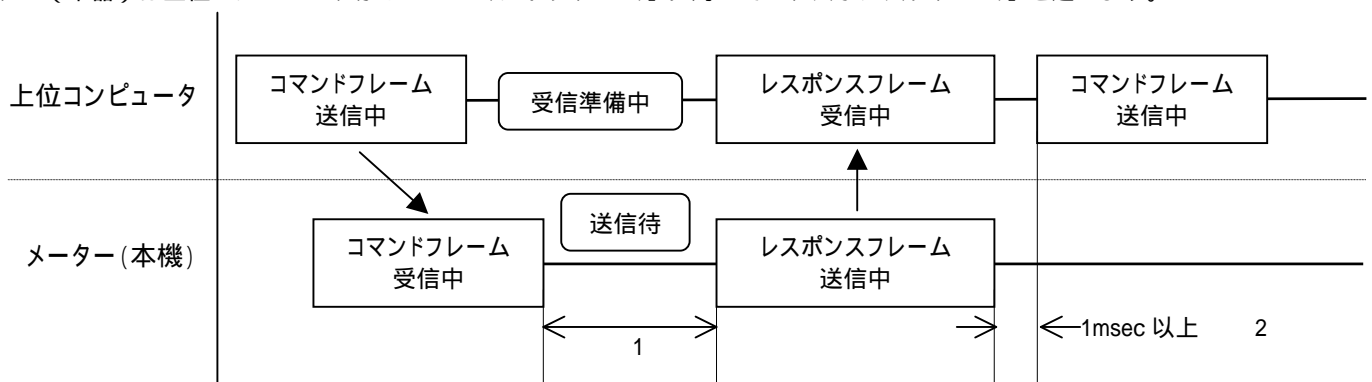 上位コンピュータ
コマンドフレーム
送信中
受信準備中
レスポンスフレーム
受信中
コマンドフレーム
送信中
メーター(本機)
コマンドフレーム
受信中
送信待
レスポンスフレーム
送信中
1
1msec 以上 2